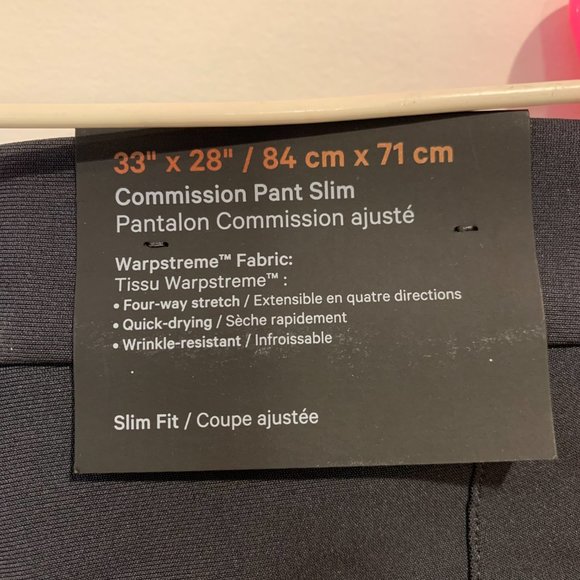 33" x 28" / 84 cm x 71 cm
Commission Pant Slim
Pantalon Commission ajusté
Warpstreme™ Fabric:
Tissu Warpstreme™ :
• Four-way stretch / Extensible en quatre directions
• Quick-drying / Sèche rapidement
• Wrinkle-resistant / Infroissable
Slim Fit / Coupe ajustée